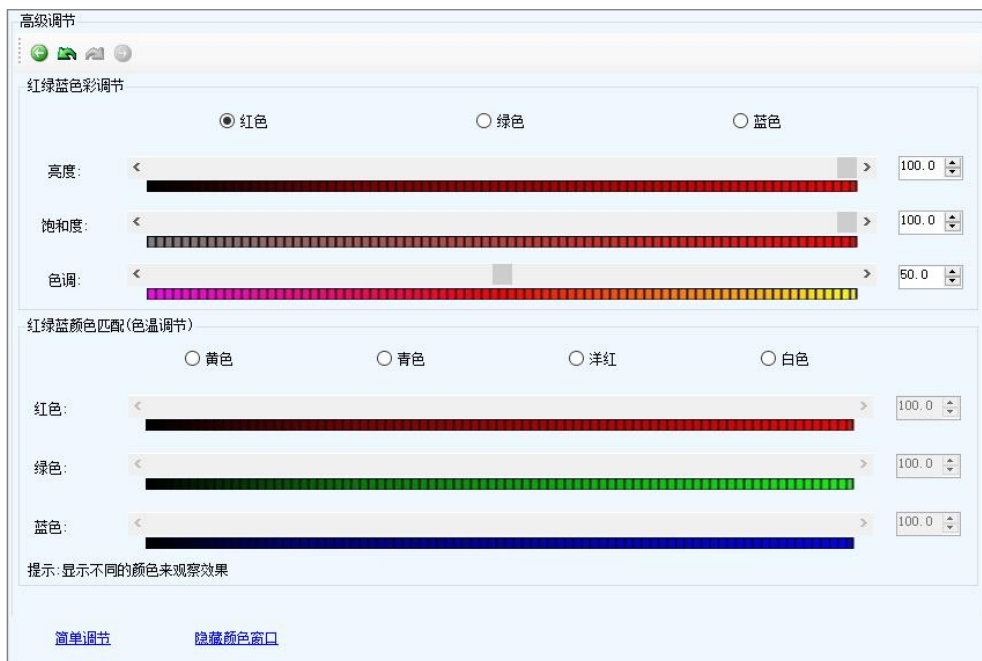 高级调节
红绿蓝色彩调节
红色 绿色 蓝色
亮度: 100.0
饱和度: 100.0
色调: 50.0
红绿蓝颜色匹配(色温调节)
黄色 青色 洋红 白色
红色: 100.0
绿色: 100.0
蓝色: 100.0
提示:显示不同的颜色来观察效果
简单调节 隐藏颜色窗口